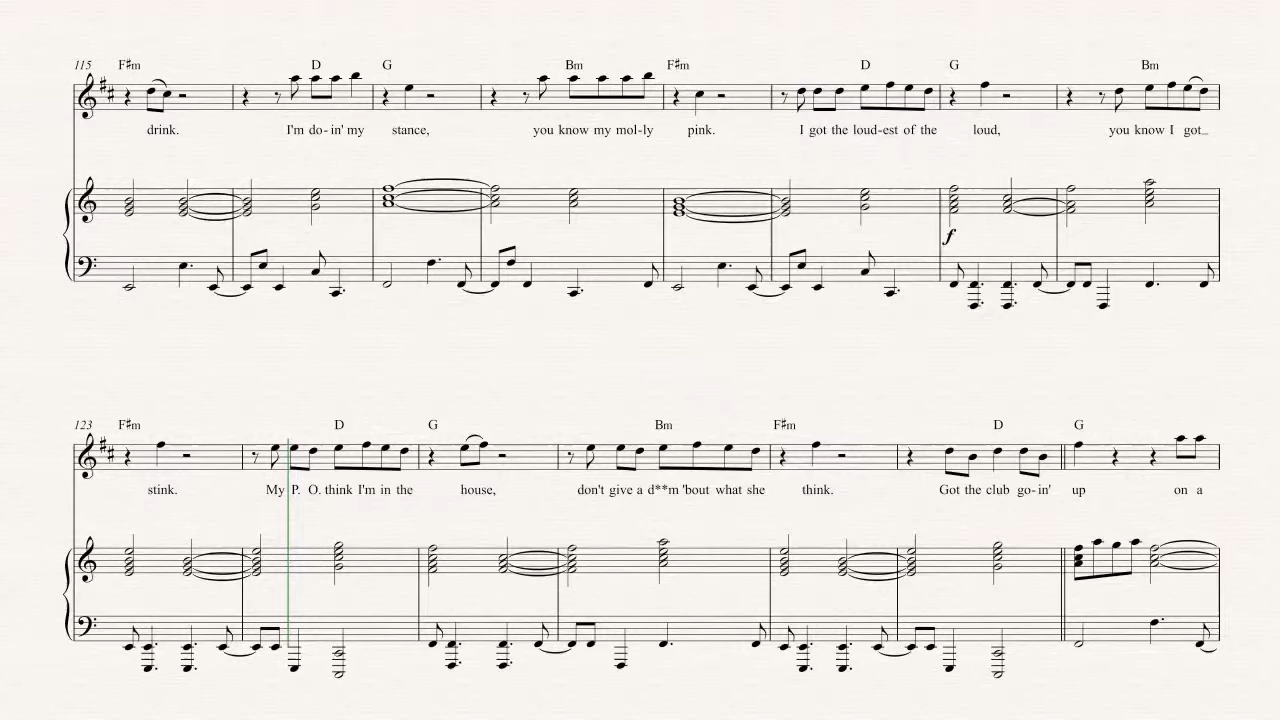 115 F#m D G Bm F#m D G Bm
drink. I'm do-in' my stance, you know my mol-ly pink. I got the loud-est of the loud, you know I got_
f
123 F#m D G Bm F#m D G
stink. My P. O. think I'm in the house, don't give a d**m 'bout what she think. Got the club go-in' up on a